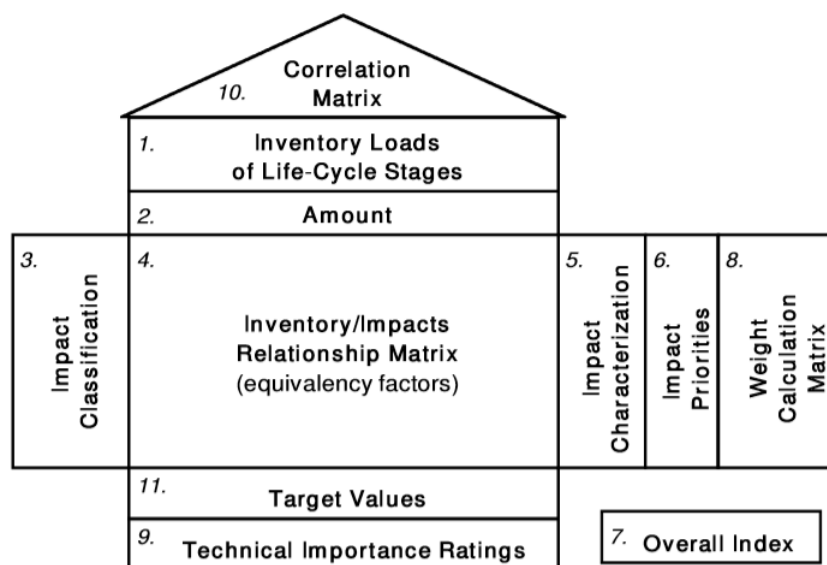 10. Correlation
Matrix
1. Inventory Loads
of Life-Cycle Stages
2. Amount
3. Impact
Classification
4. Inventory/Impacts
Relationship Matrix
(equivalency factors)
5. Impact
Characterization
6. Impact
Priorities
8. Weight
Calculation
Matrix
11. Target Values
9. Technical Importance Ratings
7. Overall Index